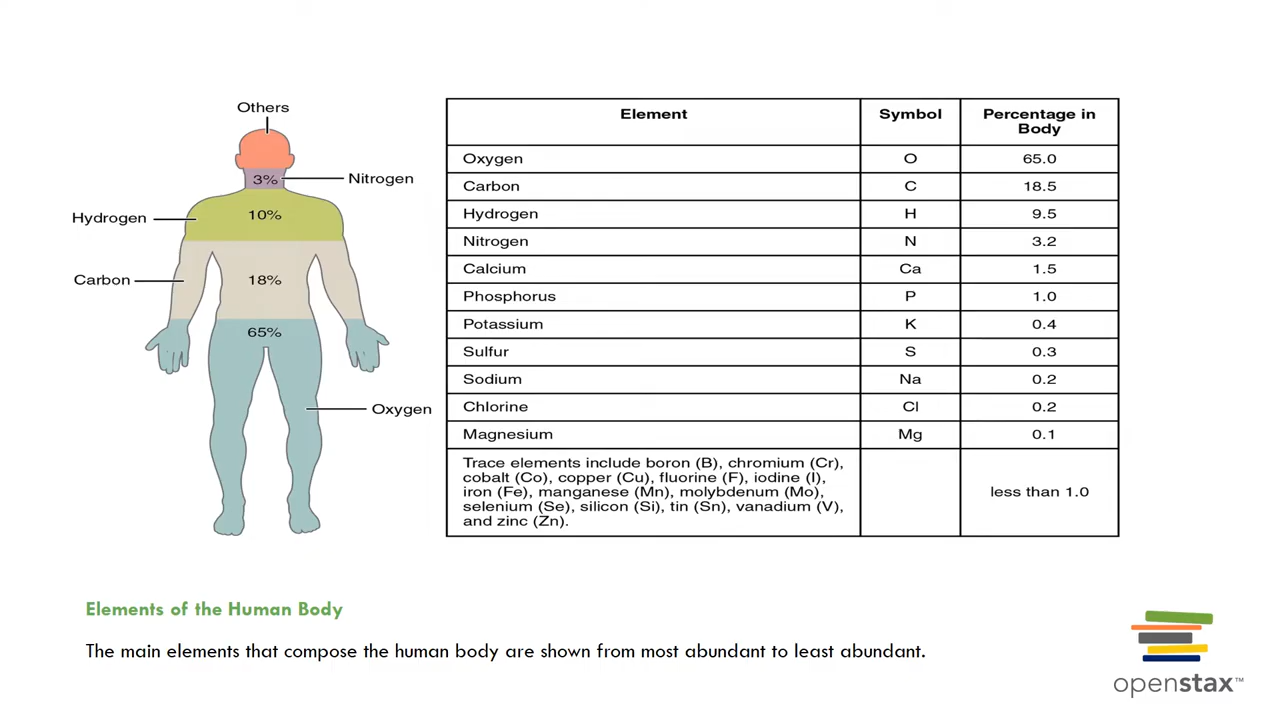 Others
3%
Nitrogen
Hydrogen
10%
Carbon
18%
65%
Oxygen
Element Symbol Percentage in Body
Oxygen O 65.0
Carbon C 18.5
Hydrogen H 9.5
Nitrogen N 3.2
Calcium Ca 1.5
Phosphorus P 1.0
Potassium K 0.4
Sulfur S 0.3
Sodium Na 0.2
Chlorine Cl 0.2
Magnesium Mg 0.1
Trace elements include boron (B), chromium (Cr),
cobalt (Co), copper (Cu), fluorine (F), iodine (I),
iron (Fe), manganese (Mn), molybdenum (Mo),
selenium (Se), silicon (Si), tin (Sn), vanadium (V),
and zinc (Zn).
less than 1.0
Elements of the Human Body
The main elements that compose the human body are shown from most abundant to least abundant.
openstax™